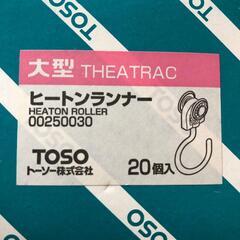 大型 THEATRAC
ヒートンランナー
HEATON ROLLER
00250030
TOSO
トーソー株式会社
20個入